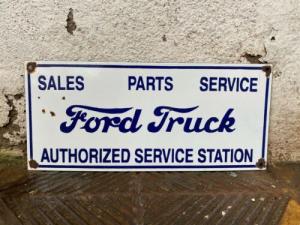 SALES PARTS SERVICE
Ford Truck
AUTHORIZED SERVICE STATION